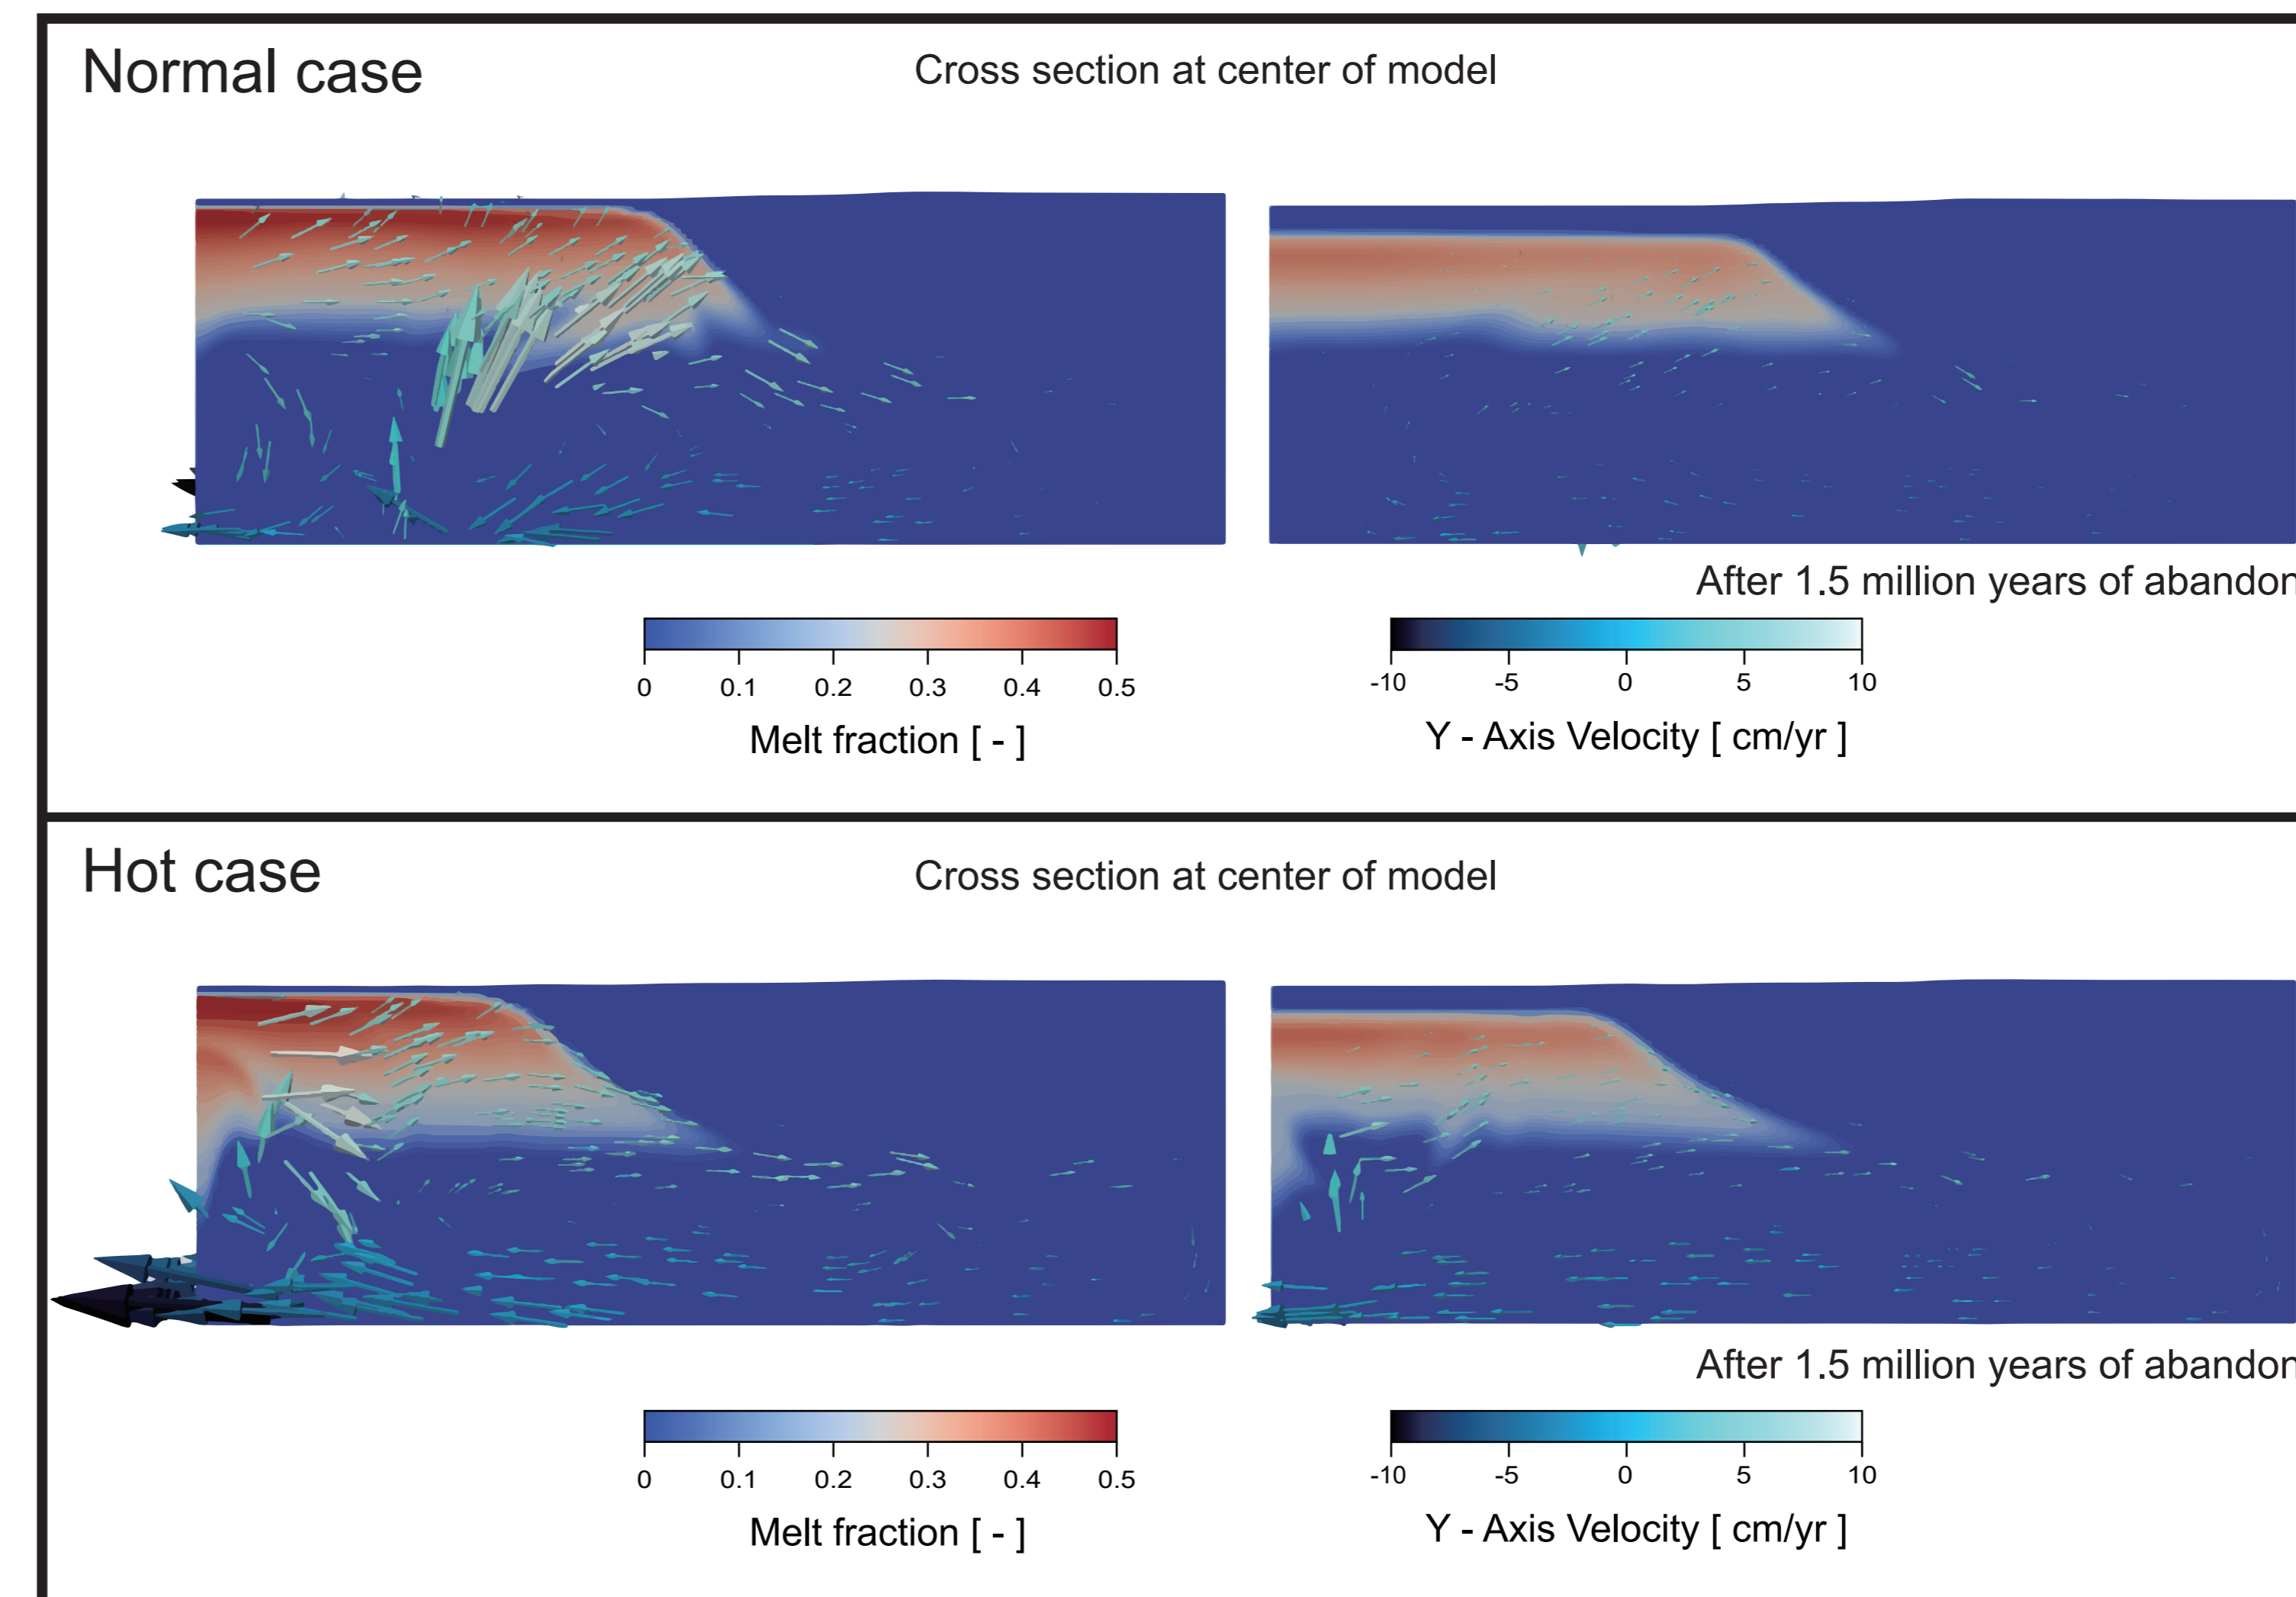 Normal case
Cross section at center of model
After 1.5 million years of abandon
0 0.1 0.2 0.3 0.4 0.5
Melt fraction [ - ]
-10 -5 0 5 10
Y - Axis Velocity [ cm/yr ]
Hot case
Cross section at center of model
After 1.5 million years of abandon
0 0.1 0.2 0.3 0.4 0.5
Melt fraction [ - ]
-10 -5 0 5 10
Y - Axis Velocity [ cm/yr ]